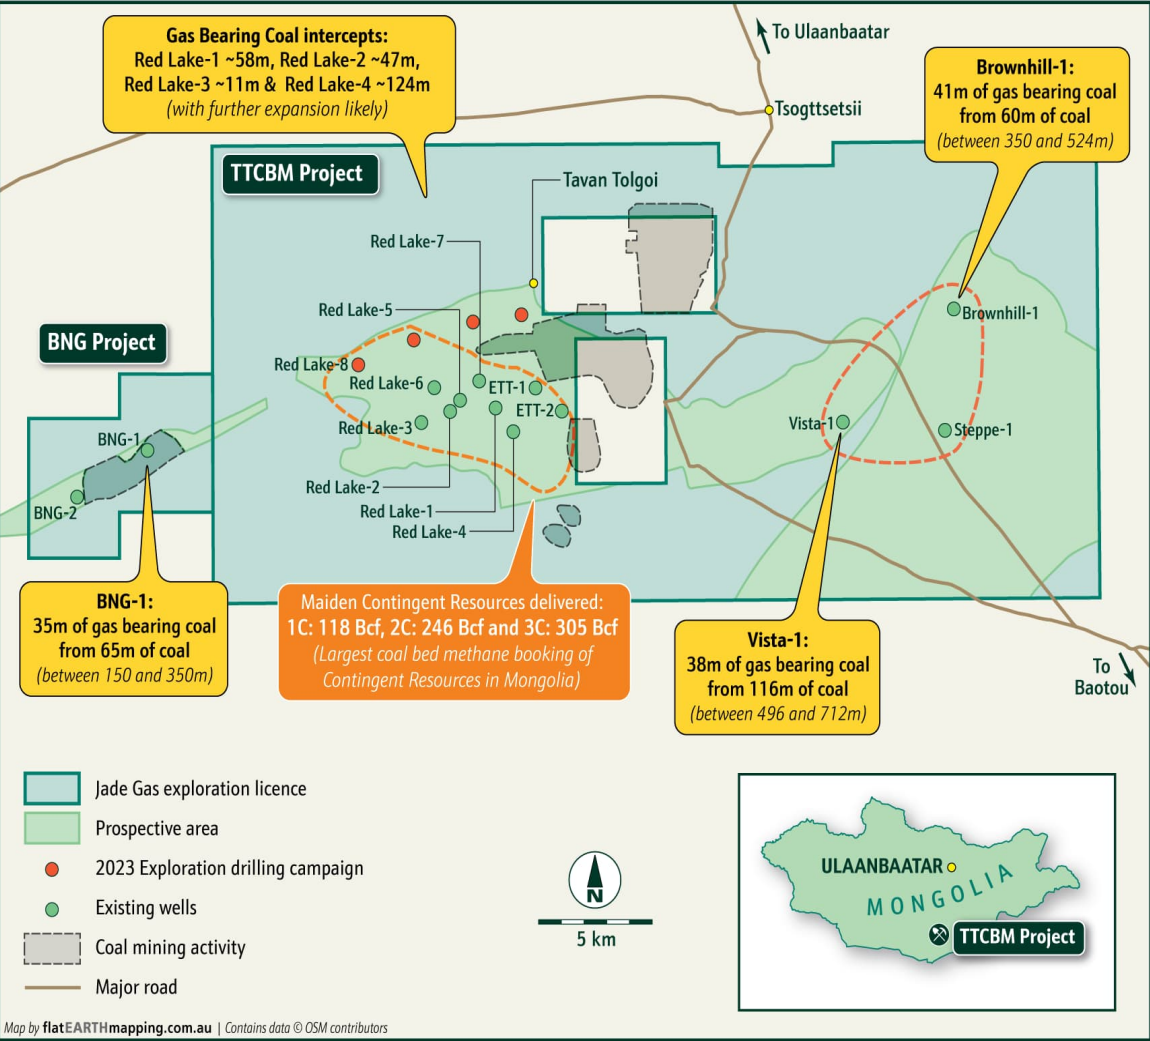 Gas Bearing Coal intercepts:
Red Lake-1 ~58m, Red Lake-2 ~47m,
Red Lake-3 ~11m & Red Lake-4 ~124m
(with further expansion likely)
To Ulaanbaatar
Tsogttsetsii
Brownhill-1:
41m of gas bearing coal
from 60m of coal
(between 350 and 524m)
TTCBM Project
Tavan Tolgoi
Red Lake-7
Red Lake-5
Brownhill-1
BNG Project
Red Lake-8
Red Lake-6
ETT-1
ETT-2
Red Lake-3
Vista-1
Steppe-1
BNG-1
Red Lake-2
BNG-2
Red Lake-1
Red Lake-4
BNG-1:
35m of gas bearing coal
from 65m of coal
(between 150 and 350m)
Maiden Contingent Resources delivered:
1C: 118 Bcf, 2C: 246 Bcf and 3C: 305 Bcf
(Largest coal bed methane booking of
Contingent Resources in Mongolia)
Vista-1:
38m of gas bearing coal
from 116m of coal
(between 496 and 712m)
To
Baotou
Jade Gas exploration licence
Prospective area
2023 Exploration drilling campaign
Existing wells
Coal mining activity
Major road
N
5 km
ULAANBAATAR
MONGOLIA
TTCBM Project
Map by flatEARTHmapping.com.au | Contains data © OSM contributors